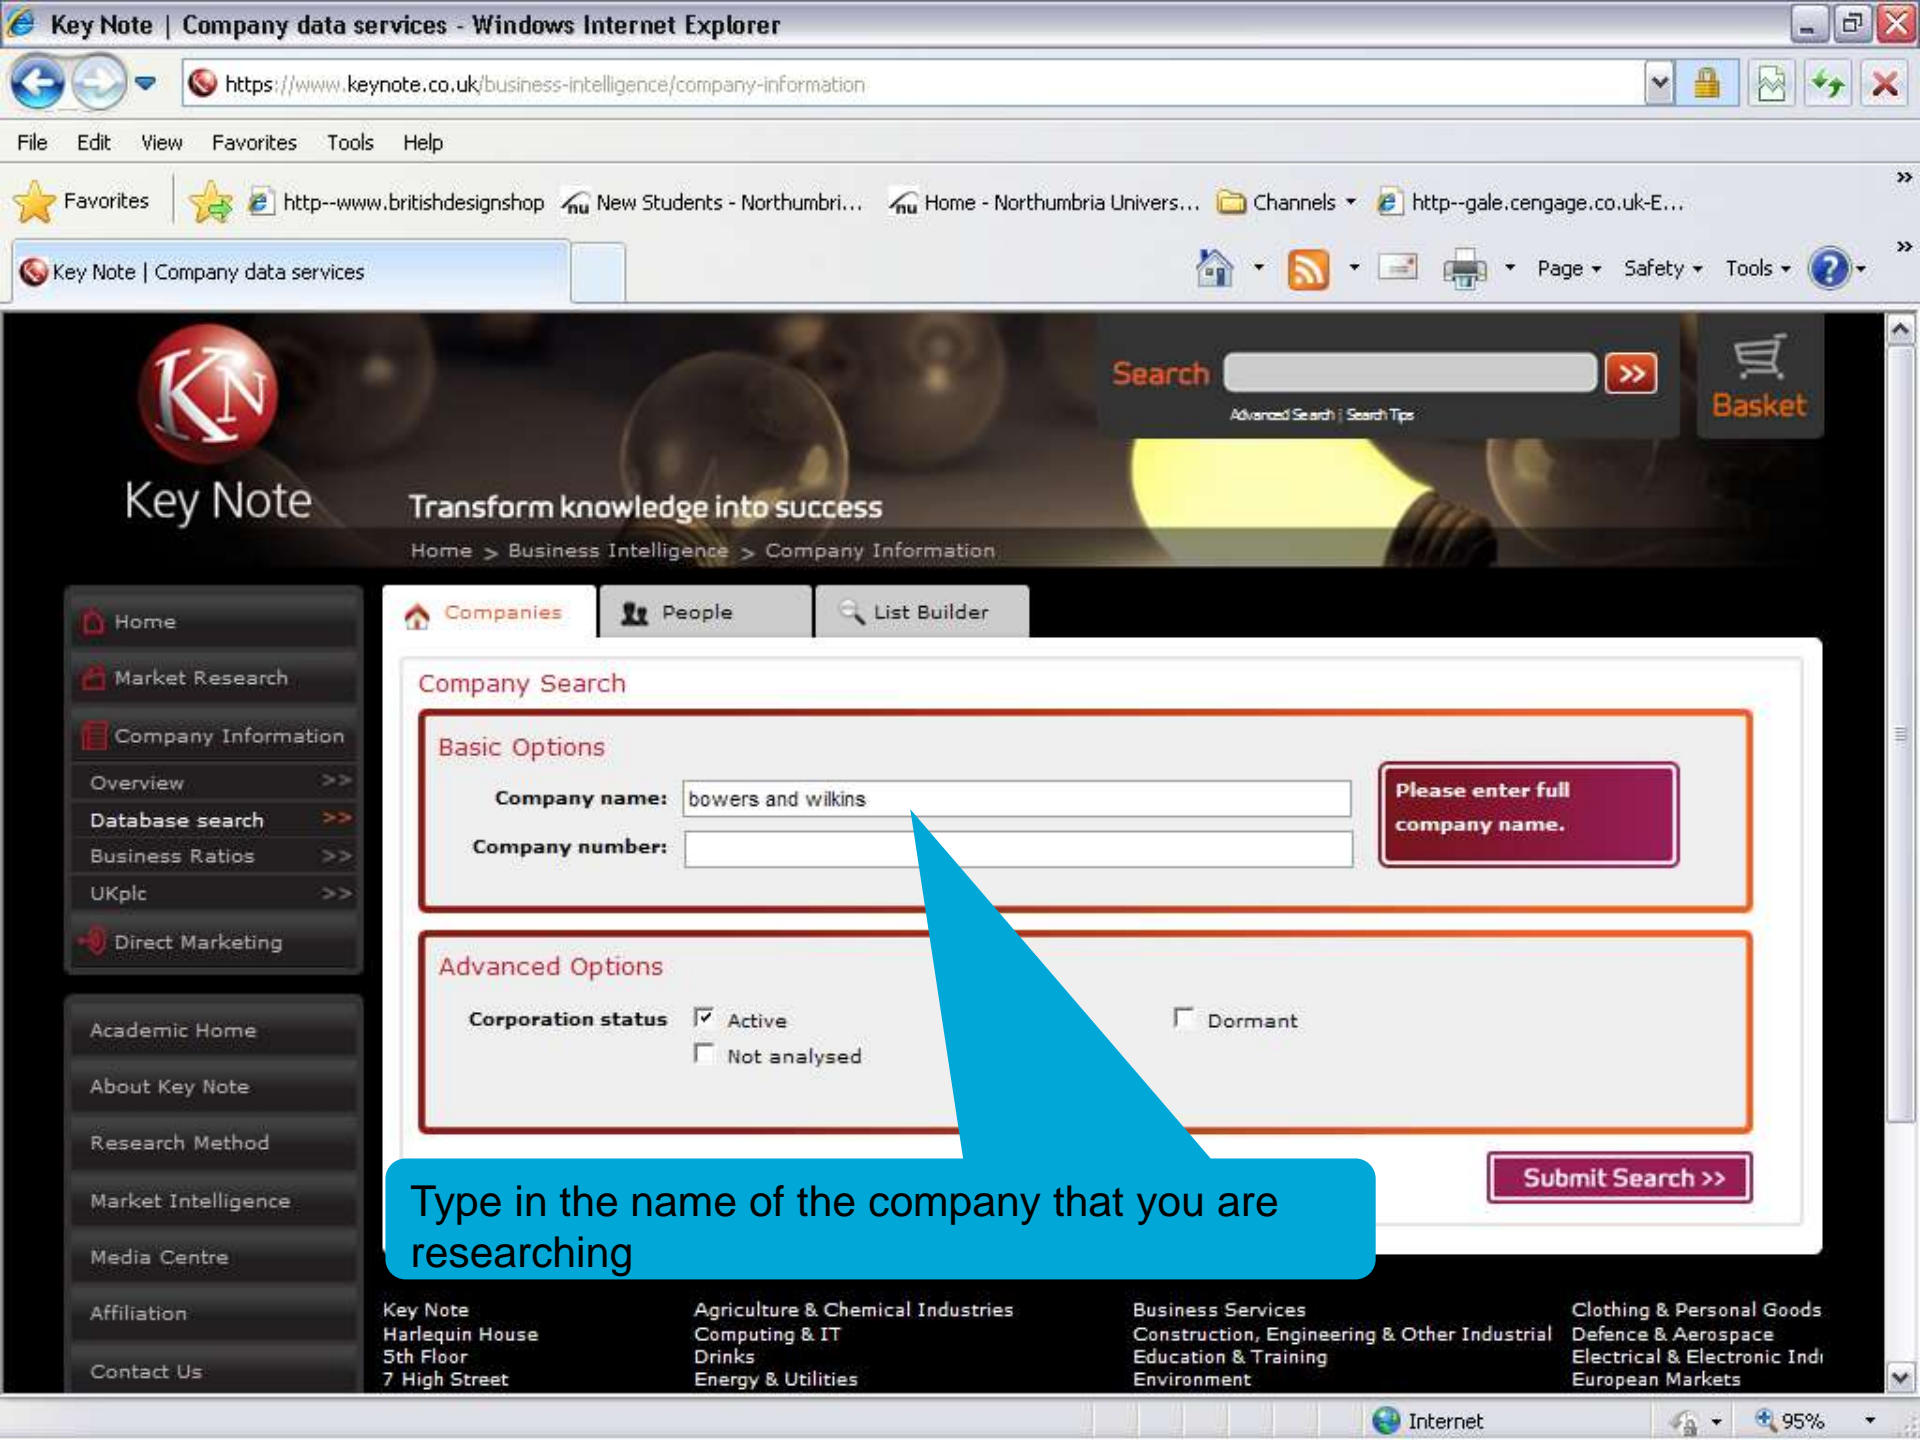 Key Note | Company data services - Windows Internet Explorer
https://www.keynote.co.uk/business-intelligence/company-information
File Edit View Favorites Tools Help
Favorites http--www.britishdesignshop New Students - Northumbri... Home - Northumbria Univers... Channels http--gale.cengage.co.uk-E...
Key Note | Company data services
Page Safety Tools
KN
Search
Advanced Search | Search Tips
Basket
Key Note
Transform knowledge into success
Home > Business Intelligence > Company Information
Home
Market Research
Company Information
Overview >>
Database search >>
Business Ratios >>
UKplc >>
Direct Marketing
Academic Home
About Key Note
Research Method
Market Intelligence
Media Centre
Affiliation
Contact Us
Companies People List Builder
Company Search
Basic Options
Company name: bowers and wilkins
Please enter full
company name.
Company number:
Advanced Options
Corporation status Active Dormant
Not analysed
Submit Search >>
Type in the name of the company that you are
researching
Key Note
Harlequin House
5th Floor
7 High Street
Agriculture & Chemical Industries
Computing & IT
Drinks
Energy & Utilities
Business Services
Construction, Engineering & Other Industrial
Education & Training
Environment
Clothing & Personal Goods
Defence & Aerospace
Electrical & Electronic Indu
European Markets
Internet 95%